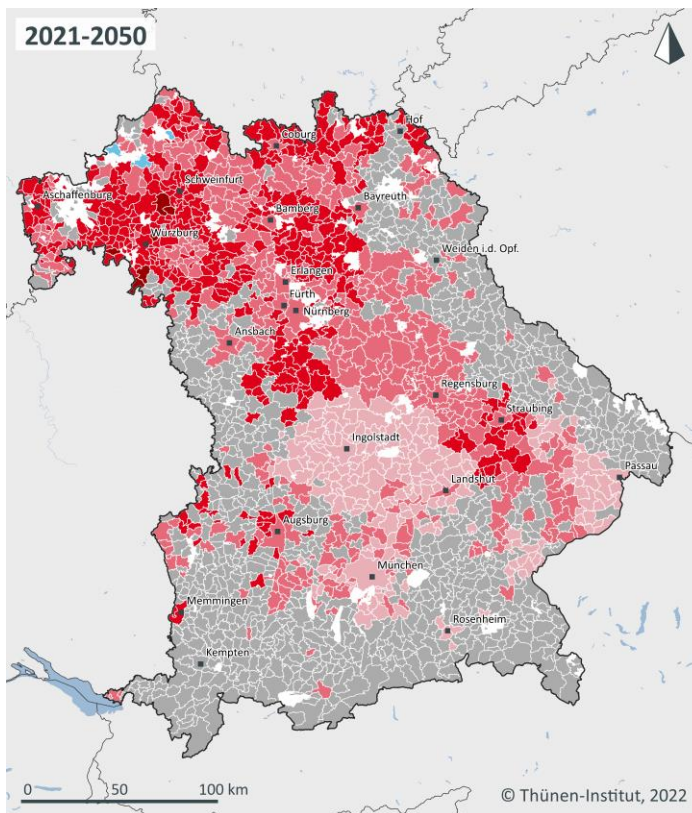 2021-2050
Hof
Coburg
Schweinfurt
Aschaffenburg
Bayreuth
Bamberg
Würzburg
Weiden i.d. Opf.
Erlangen
Fürth
Nürnberg
Ansbach
Regensburg
Straubing
Ingolstadt
Passau
Landshut
Augsburg
München
Memmingen
Rosenheim
Kempten
0 50 100 km
© Thünen-Institut, 2022